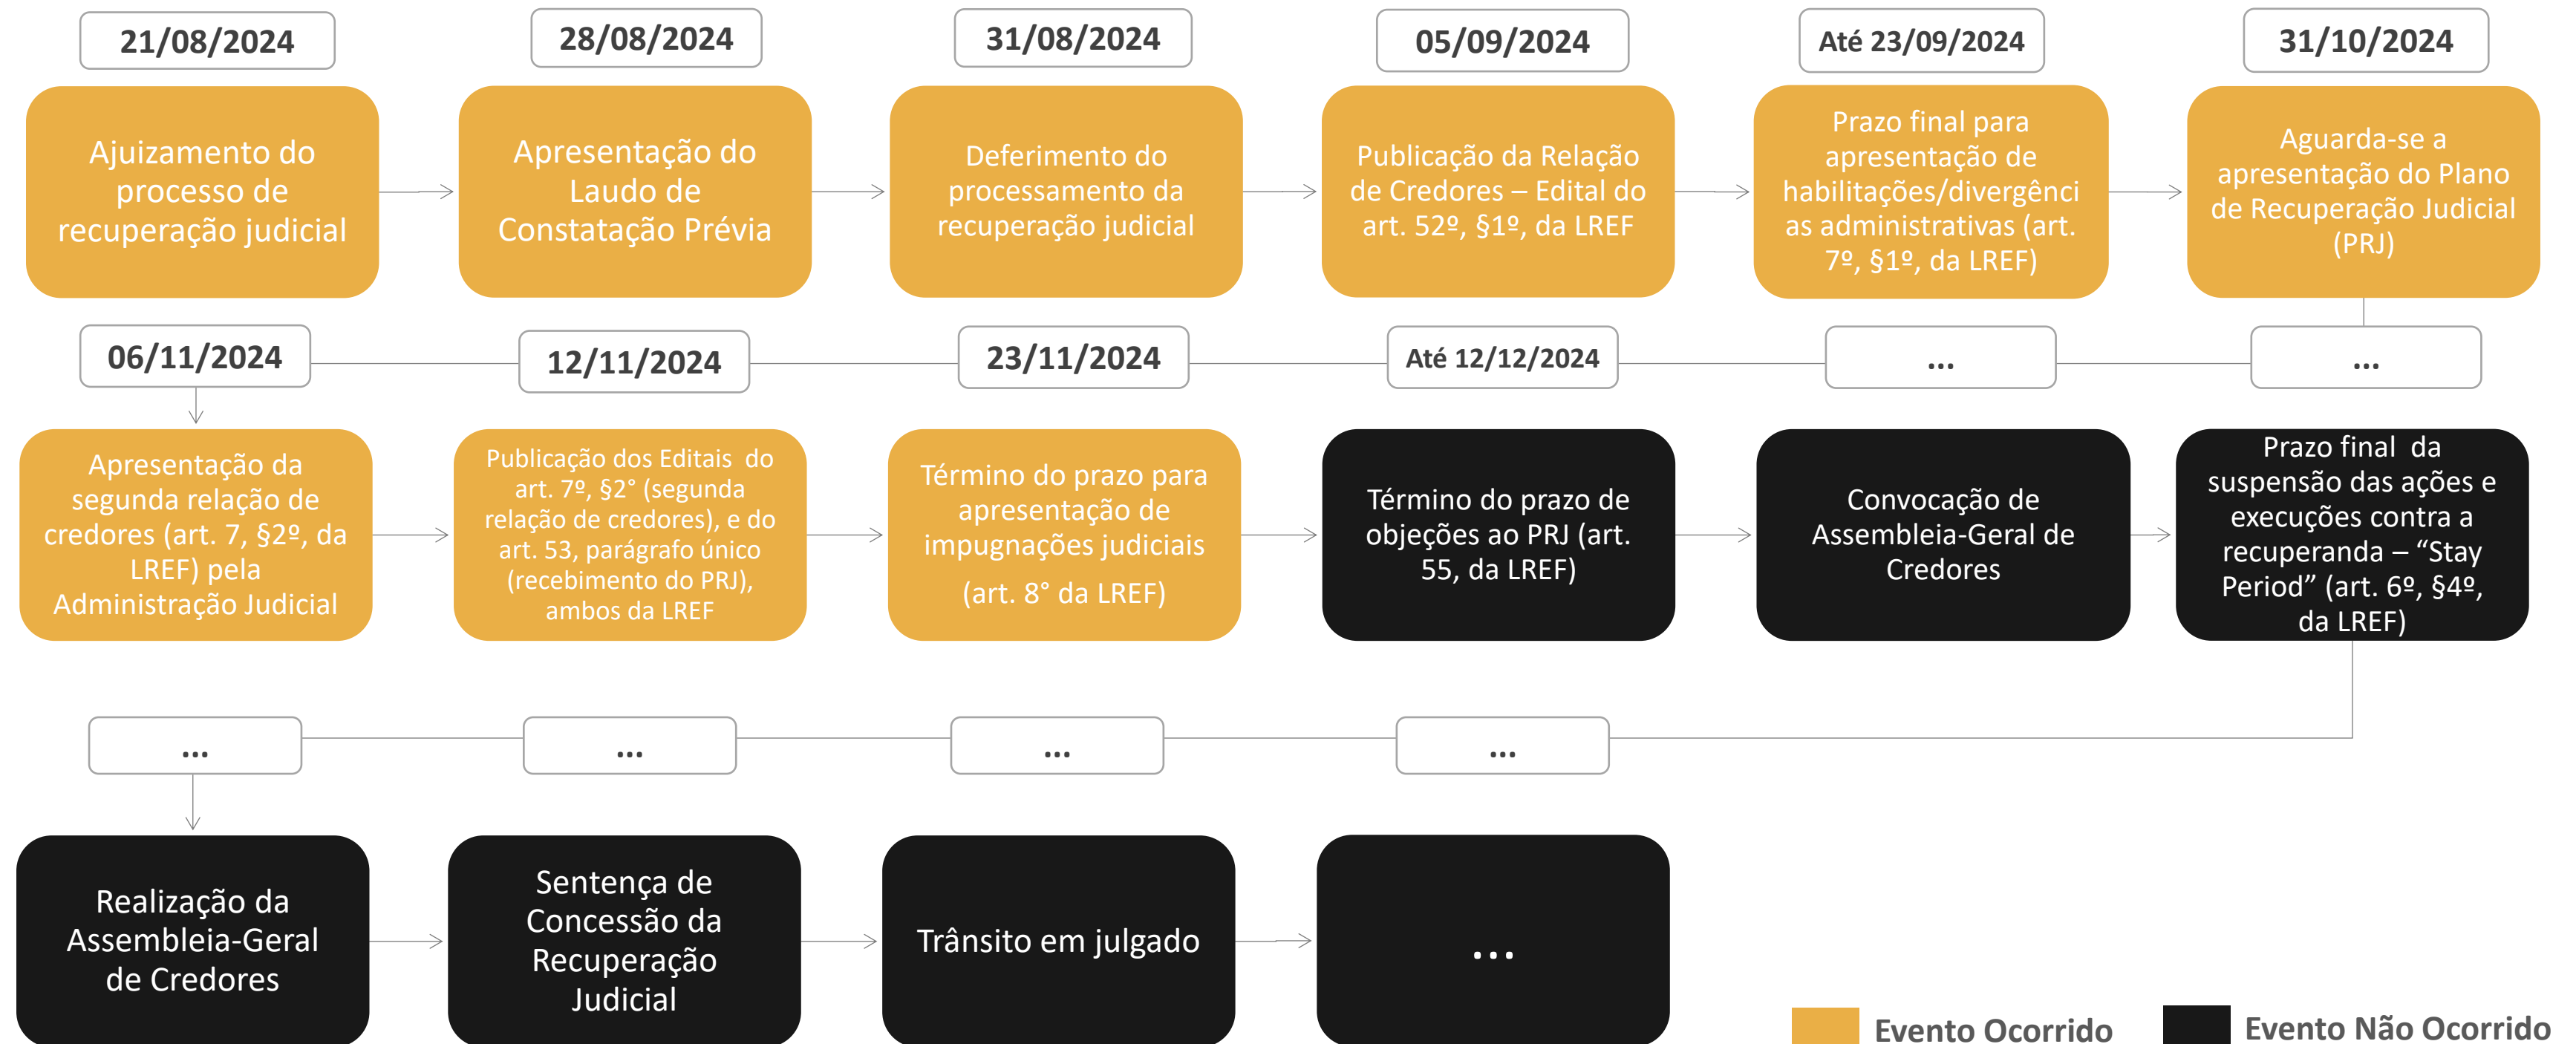 21/08/2024
28/08/2024
31/08/2024
05/09/2024
Até 23/09/2024
31/10/2024
Ajuizamento do
processo de
recuperação judicial
Apresentação do
Laudo de
Constatação Prévia
Deferimento do
processamento da
recuperação judicial
Publicação da Relação
de Credores – Edital do
art. 52º, §1º, da LREF
Prazo final para
apresentação de
habilitações/divergênci
as administrativas (art.
7º, §1º, da LREF)
Aguarda-se a
apresentação do Plano
de Recuperação Judicial
(PRJ)
06/11/2024
12/11/2024
23/11/2024
Até 12/12/2024
...
...
Apresentação da
segunda relação de
credores (art. 7, §2º, da
LREF) pela
Administração Judicial
Publicação dos Editais do
art. 7º, §2° (segunda
relação de credores), e do
art. 53, parágrafo único
(recebimento do PRJ),
ambos da LREF
Término do prazo para
apresentação de
impugnações judiciais
(art. 8° da LREF)
Término do prazo de
objeções ao PRJ (art.
55, da LREF)
Convocação de
Assembleia-Geral de
Credores
Prazo final da
suspensão das ações e
execuções contra a
recuperanda – “Stay
Period” (art. 6º, §4º,
da LREF)
...
...
...
...
Realização da
Assembleia-Geral
de Credores
Sentença de
Concessão da
Recuperação
Judicial
Trânsito em julgado
...
Evento Ocorrido
Evento Não Ocorrido